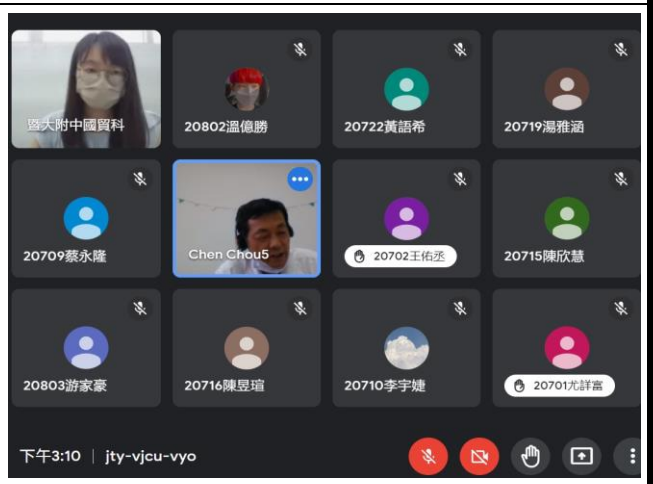 暨大附中國貿科
20802溫億勝
20722黃語希
20719湯雅涵
20709蔡永隆
Chen Chou5
20702王佑丞
20715陳欣慧
20803游家豪
20716陳昱瑄
20710李宇婕
20701尤詳富
下午3:10 | jty-vjcu-vyo